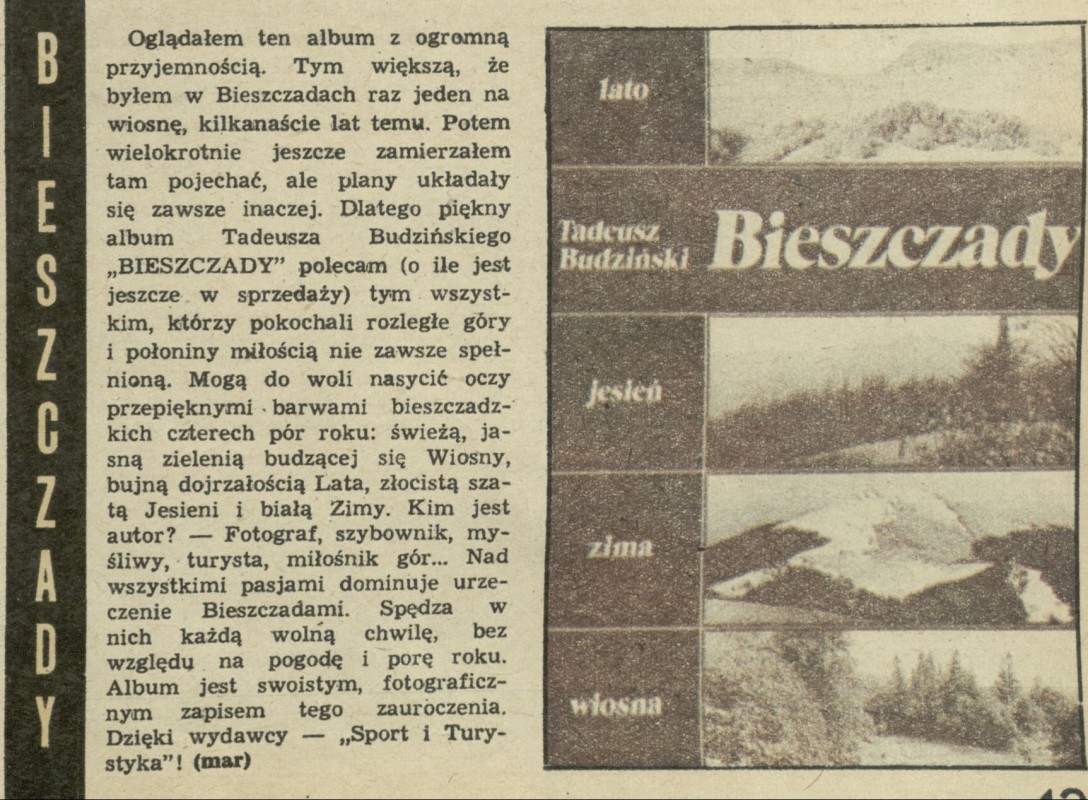 BIESZCZADY
Oglądałem ten album z ogromną
przyjemnością. Tym większą, że
byłem w Bieszczadach raz jeden na
wiosnę, kilkanaście lat temu. Potem
wielokrotnie jeszcze zamierzałem
tam pojechać, ale plany układały
się zawsze inaczej. Dlatego piękny
album Tadeusza Budzińskiego
„BIESZCZADY” polecam (o ile jest
jeszcze w sprzedaży) tym wszyst-
kim, którzy pokochali rozległe góry
i połoniny miłością nie zawsze speł-
nioną. Mogą do woli nasycić oczy
przepięknymi barwami bieszczadz-
kich czterech pór roku: świeżą, ja-
sną zielenią budzącej się Wiosny,
bujną dojrzałością Lata, złocistą sza-
tą Jesieni i białą Zimy. Kim jest
autor? — Fotograf, szybownik, my-
śliwy, turysta, miłośnik gór... Nad
wszystkimi pasjami dominuje urze-
czenie Bieszczadami. Spędza w
nich każdą wolną chwilę, bez
względu na pogodę i porę roku.
Album jest swoistym, fotograficz-
nym zapisem tego zauroczenia.
Dzięki wydawcy — „Sport i Tury-
styka”! (mar)
lato
Tadeusz
Budziński
Bieszczady
jesień
zima
wiosna